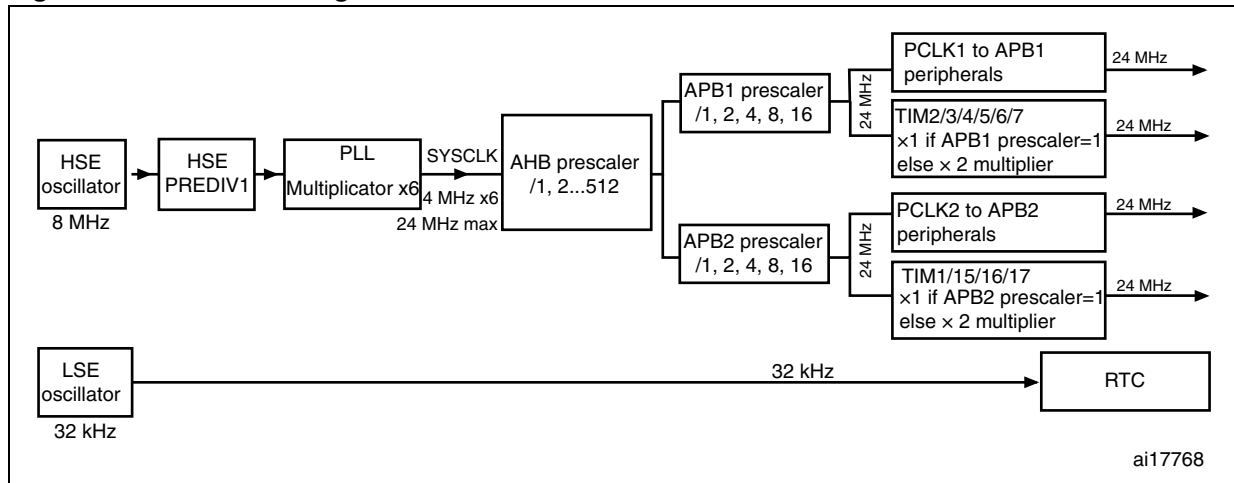 HSE
oscillator
8 MHz
HSE
PREDIV1
PLL
Multiplicator x6
SYSCLK
4 MHz x6
24 MHz max
AHB prescaler
/1, 2...512
APB1 prescaler
/1, 2, 4, 8, 16
24 MHz
PCLK1 to APB1
peripherals
24 MHz
TIM2/3/4/5/6/7
×1 if APB1 prescaler=1
else × 2 multiplier
24 MHz
APB2 prescaler
/1, 2, 4, 8, 16
24 MHz
PCLK2 to APB2
peripherals
24 MHz
TIM1/15/16/17
×1 if APB2 prescaler=1
else × 2 multiplier
24 MHz
LSE
oscillator
32 kHz
32 kHz
RTC
ai17768